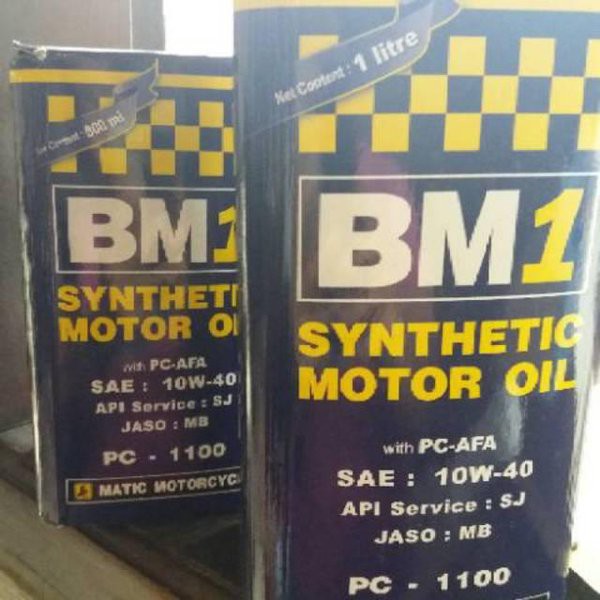 Net Content : 800 ml
BM1
SYNTHETI
MOTOR OI
with PC-AFA
SAE : 10W-40
API Service : SJ
JASO : MB
PC - 1100
MATIC MOTORCYC
Net Content : 1 litre
BM1
SYNTHETIC
MOTOR OIL
with PC-AFA
SAE : 10W-40
API Service : SJ
JASO : MB
PC - 1100